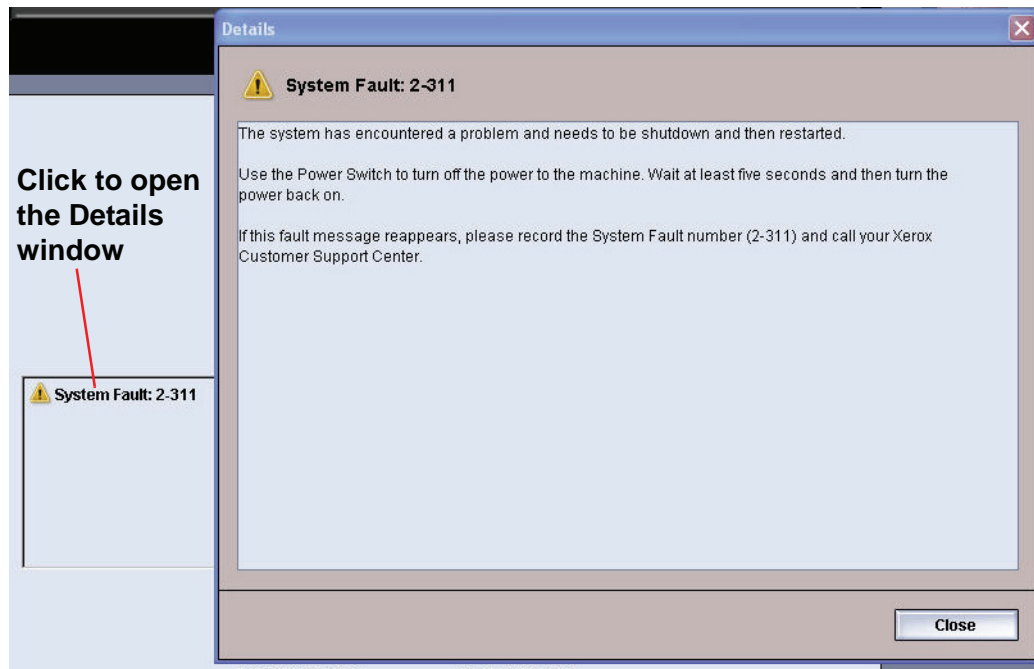 Details
System Fault: 2-311
The system has encountered a problem and needs to be shutdown and then restarted.
Use the Power Switch to turn off the power to the machine. Wait at least five seconds and then turn the
power back on.
If this fault message reappears, please record the System Fault number (2-311) and call your Xerox
Customer Support Center.
Click to open
the Details
window
System Fault: 2-311
Close